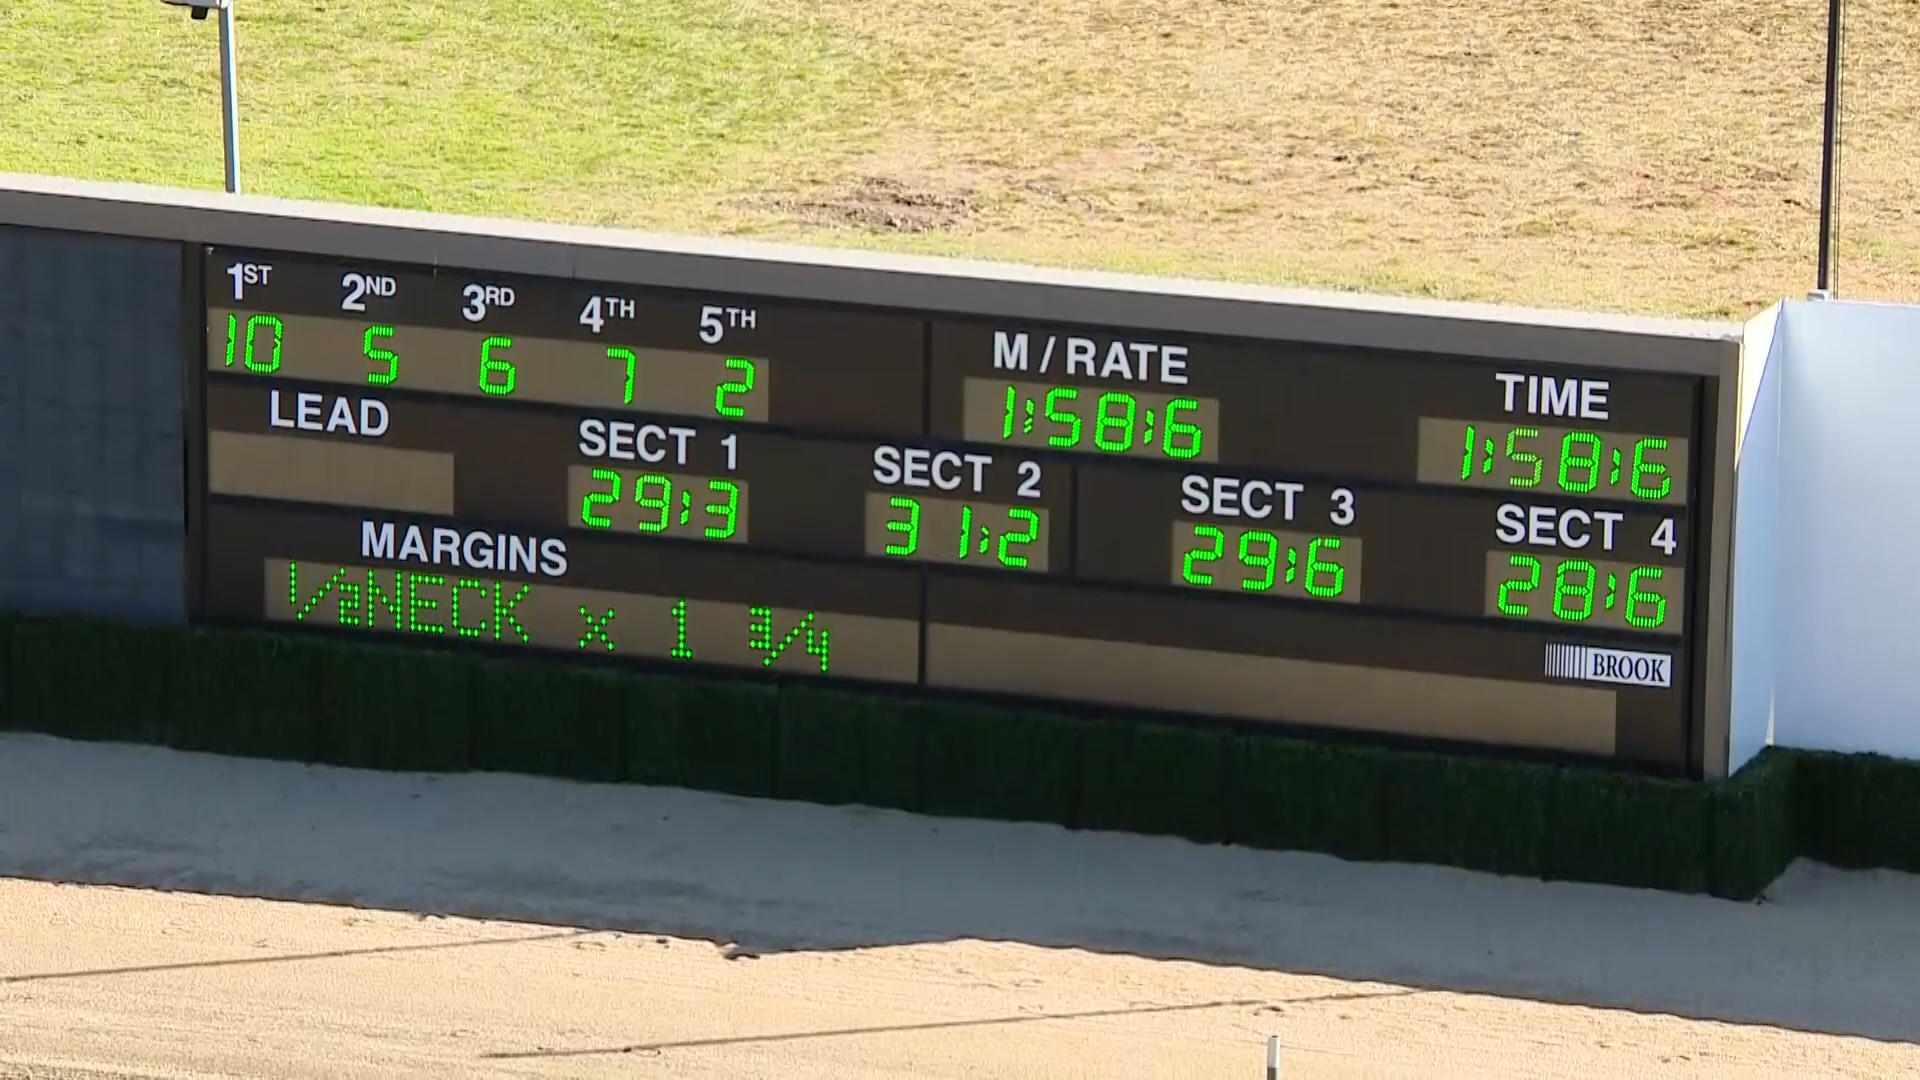 1ST 2ND 3RD 4TH 5TH
10 5 6 7 2
M/RATE
1:58:6
TIME
1:58:6
LEAD
SECT 1
29:3
SECT 2
31:2
SECT 3
29:6
SECT 4
28:6
MARGINS
1/2NECK x 1 3/4
BROOK